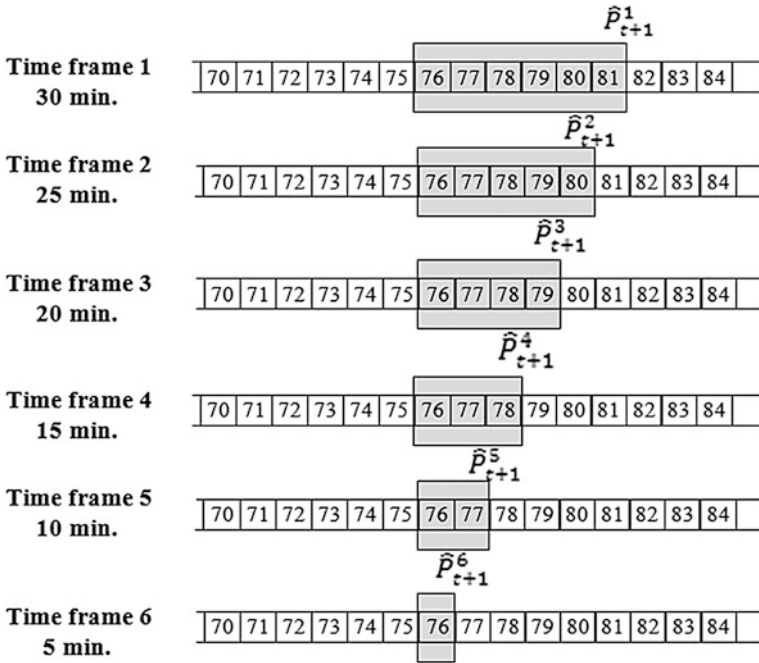 P̂¹ₜ₊₁
Time frame 1
30 min.
70 71 72 73 74 75 76 77 78 79 80 81 82 83 84
P̂²ₜ₊₁
Time frame 2
25 min.
70 71 72 73 74 75 76 77 78 79 80 81 82 83 84
P̂³ₜ₊₁
Time frame 3
20 min.
70 71 72 73 74 75 76 77 78 79 80 81 82 83 84
P̂⁴ₜ₊₁
Time frame 4
15 min.
70 71 72 73 74 75 76 77 78 79 80 81 82 83 84
P̂⁵ₜ₊₁
Time frame 5
10 min.
70 71 72 73 74 75 76 77 78 79 80 81 82 83 84
P̂⁶ₜ₊₁
Time frame 6
5 min.
70 71 72 73 74 75 76 77 78 79 80 81 82 83 84